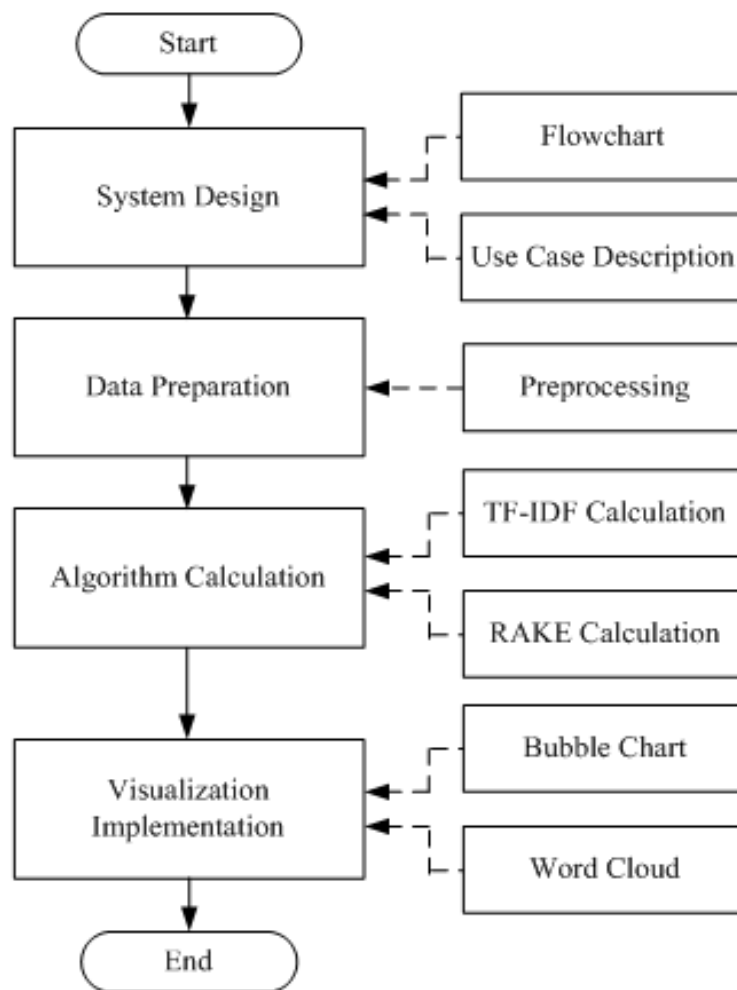 Start
System Design
Flowchart
Use Case Description
Data Preparation
Preprocessing
Algorithm Calculation
TF-IDF Calculation
RAKE Calculation
Visualization
Implementation
Bubble Chart
Word Cloud
End